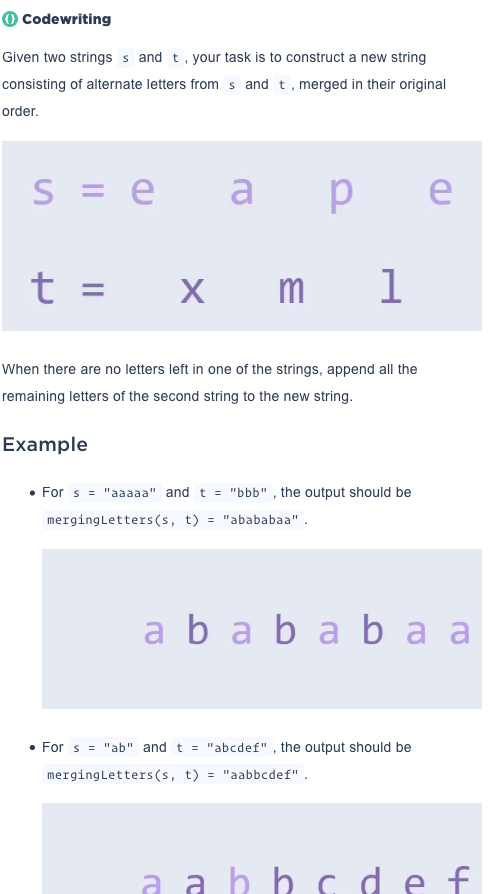 Codewriting
Given two strings s and t , your task is to construct a new string
consisting of alternate letters from s and t , merged in their original
order.
s = e a p e
t = x m l
When there are no letters left in one of the strings, append all the
remaining letters of the second string to the new string.
Example
• For s = "aaaaa" and t = "bbb" , the output should be
mergingLetters(s, t) = "abababaa" .
a b a b a b a a
• For s = "ab" and t = "abcdef" , the output should be
mergingLetters(s, t) = "aabbcdef" .
a a b b c d e f